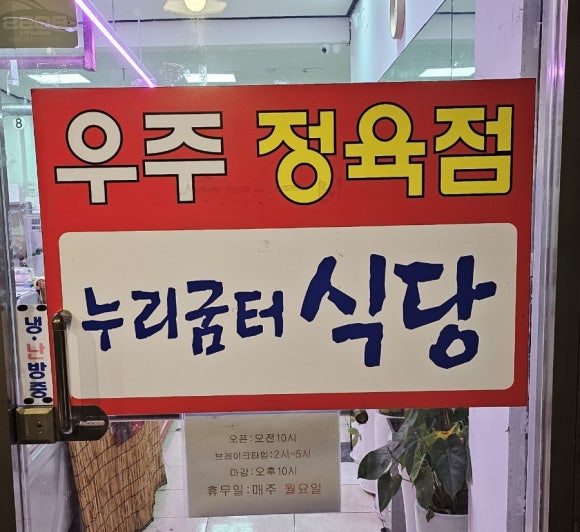 우주 정육점
누리굼터 식당
냉·난방중
오픈:오전10시
브레이크타임:2시~5시
마감:오후10시
휴무일:매주 월요일
8